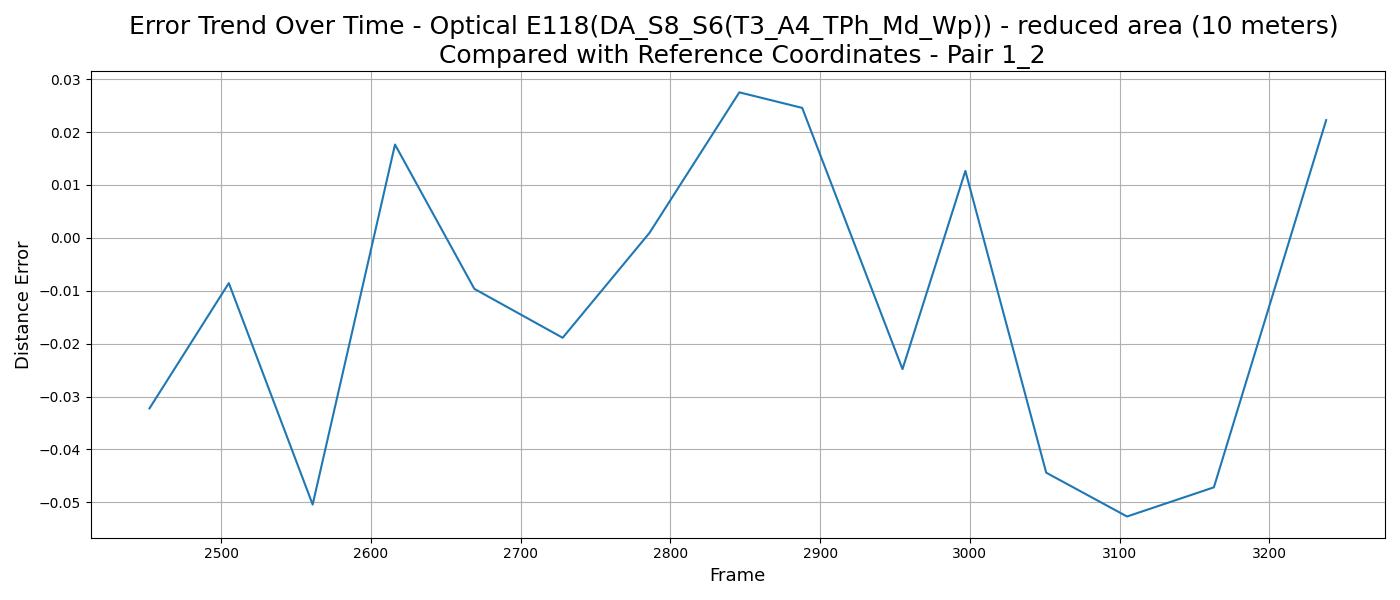 Error Trend Over Time - Optical E118(DA_S8_S6(T3_A4_TPh_Md_Wp)) - reduced area (10 meters)
Compared with Reference Coordinates - Pair 1_2
0.03
0.02
0.01
0.00
−0.01
−0.02
−0.03
−0.04
−0.05
Distance Error
2500 2600 2700 2800 2900 3000 3100 3200
Frame